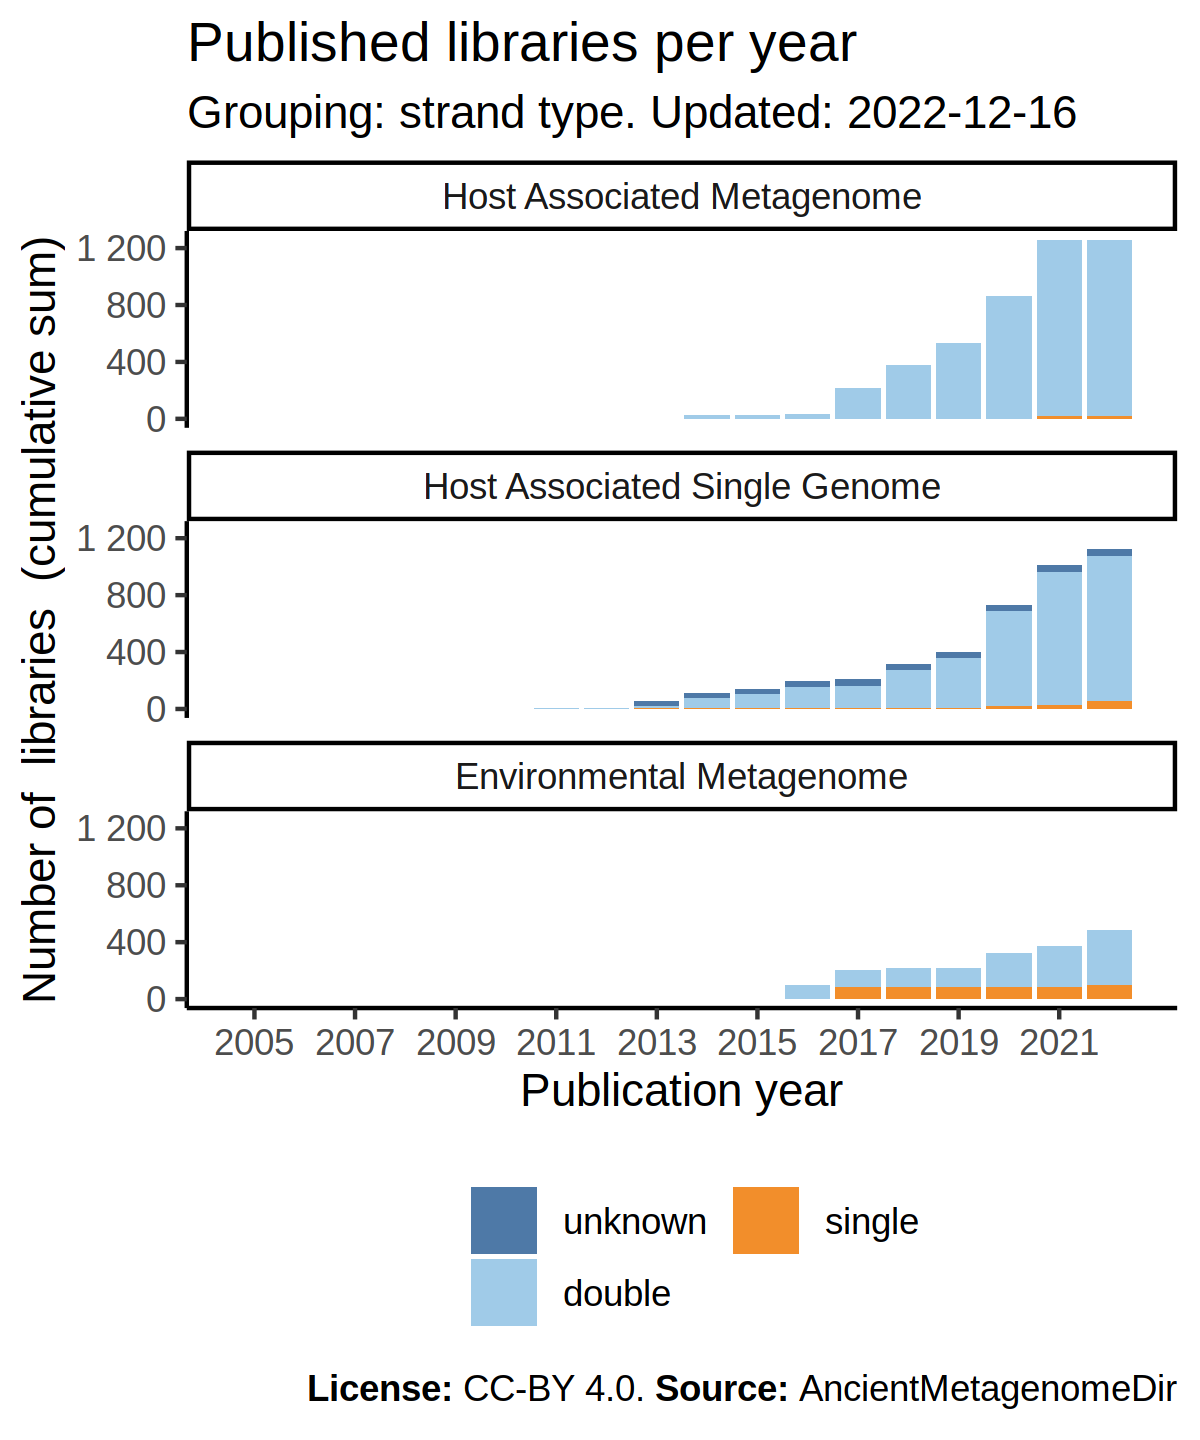 Published libraries per year
Grouping: strand type. Updated: 2022-12-16
Number of libraries (cumulative sum)
Host Associated Metagenome
1 200
800
400
0
Host Associated Single Genome
1 200
800
400
0
Environmental Metagenome
1 200
800
400
0
2005 2007 2009 2011 2013 2015 2017 2019 2021
Publication year
unknown single
double
License: CC-BY 4.0. Source: AncientMetagenomeDir